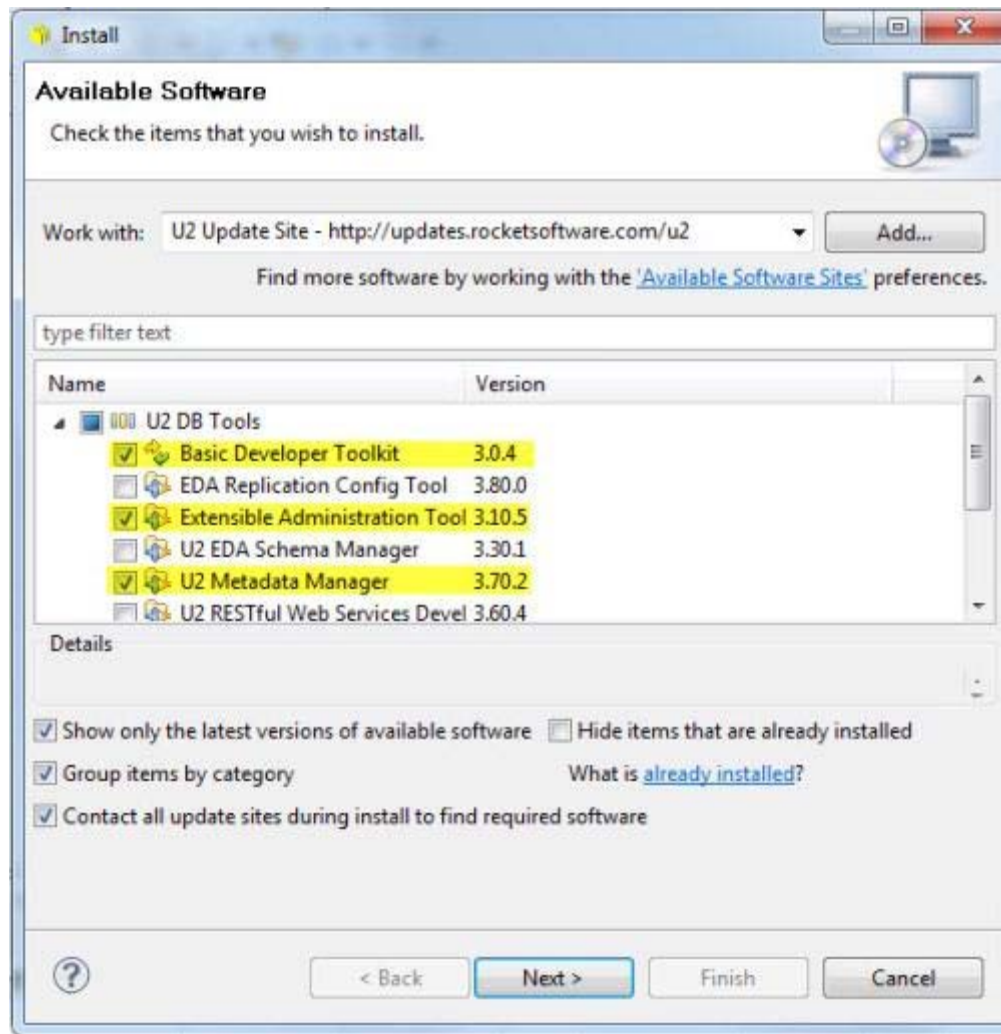 Install
Available Software
Check the items that you wish to install.
Work with: U2 Update Site - http://updates.rocketsoftware.com/u2 Add...
Find more software by working with the 'Available Software Sites' preferences.
type filter text
Name Version
U2 DB Tools
Basic Developer Toolkit 3.0.4
EDA Replication Config Tool 3.80.0
Extensible Administration Tool 3.10.5
U2 EDA Schema Manager 3.30.1
U2 Metadata Manager 3.70.2
U2 RESTful Web Services Devel 3.60.4
Details
Show only the latest versions of available software Hide items that are already installed
Group items by category What is already installed?
Contact all update sites during install to find required software
? < Back Next > Finish Cancel